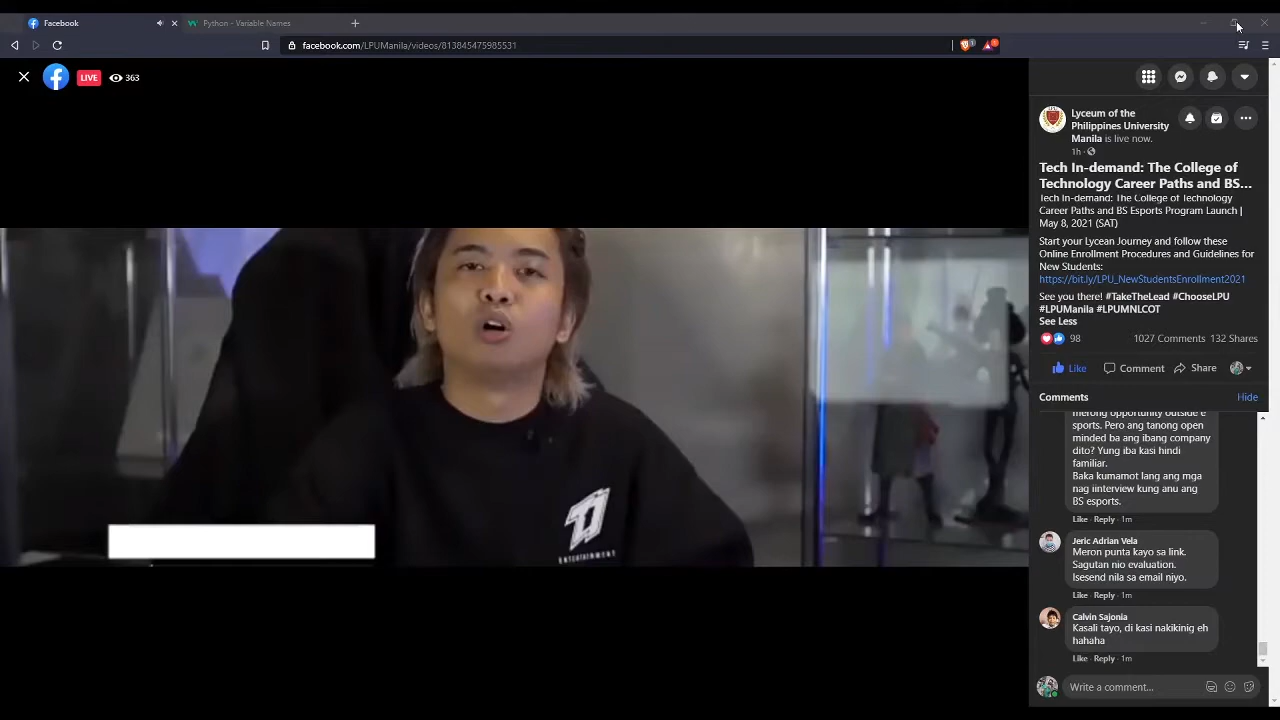 Facebook
Python - Variable Names
facebook.com/LPUManila/videos/813845475985531
LIVE 363
Lyceum of the
Philippines University
Manila is live now.
1h ·
Tech In-demand: The College of
Technology Career Paths and BS...
Tech In-demand: The College of Technology
Career Paths and BS Esports Program Launch |
May 8, 2021 (SAT)
Start your Lycean Journey and follow these
Online Enrollment Procedures and Guidelines for
New Students:
https://bit.ly/LPU_NewStudentsEnrollment2021
See you there! #TakeTheLead #ChooseLPU
#LPUManila #LPUMNLCOT
See Less
98 1027 Comments 132 Shares
Like Comment Share
Comments Hide
merong opportunity outside e
sports. Pero ang tanong open
minded ba ang ibang company
dito? Yung iba kasi hindi
familiar.
Baka kumamot lang ang mga
nag iinterview kung anu ang
BS esports.
Like · Reply · 1m
Jeric Adrian Vela
Meron punta kayo sa link.
Sagutan nio evaluation.
Isesend nila sa email niyo.
Like · Reply · 1m
Calvin Sajonia
Kasali tayo, di kasi nakikinig eh
hahaha
Like · Reply · 1m
Write a comment...
ENTERTAINMENT